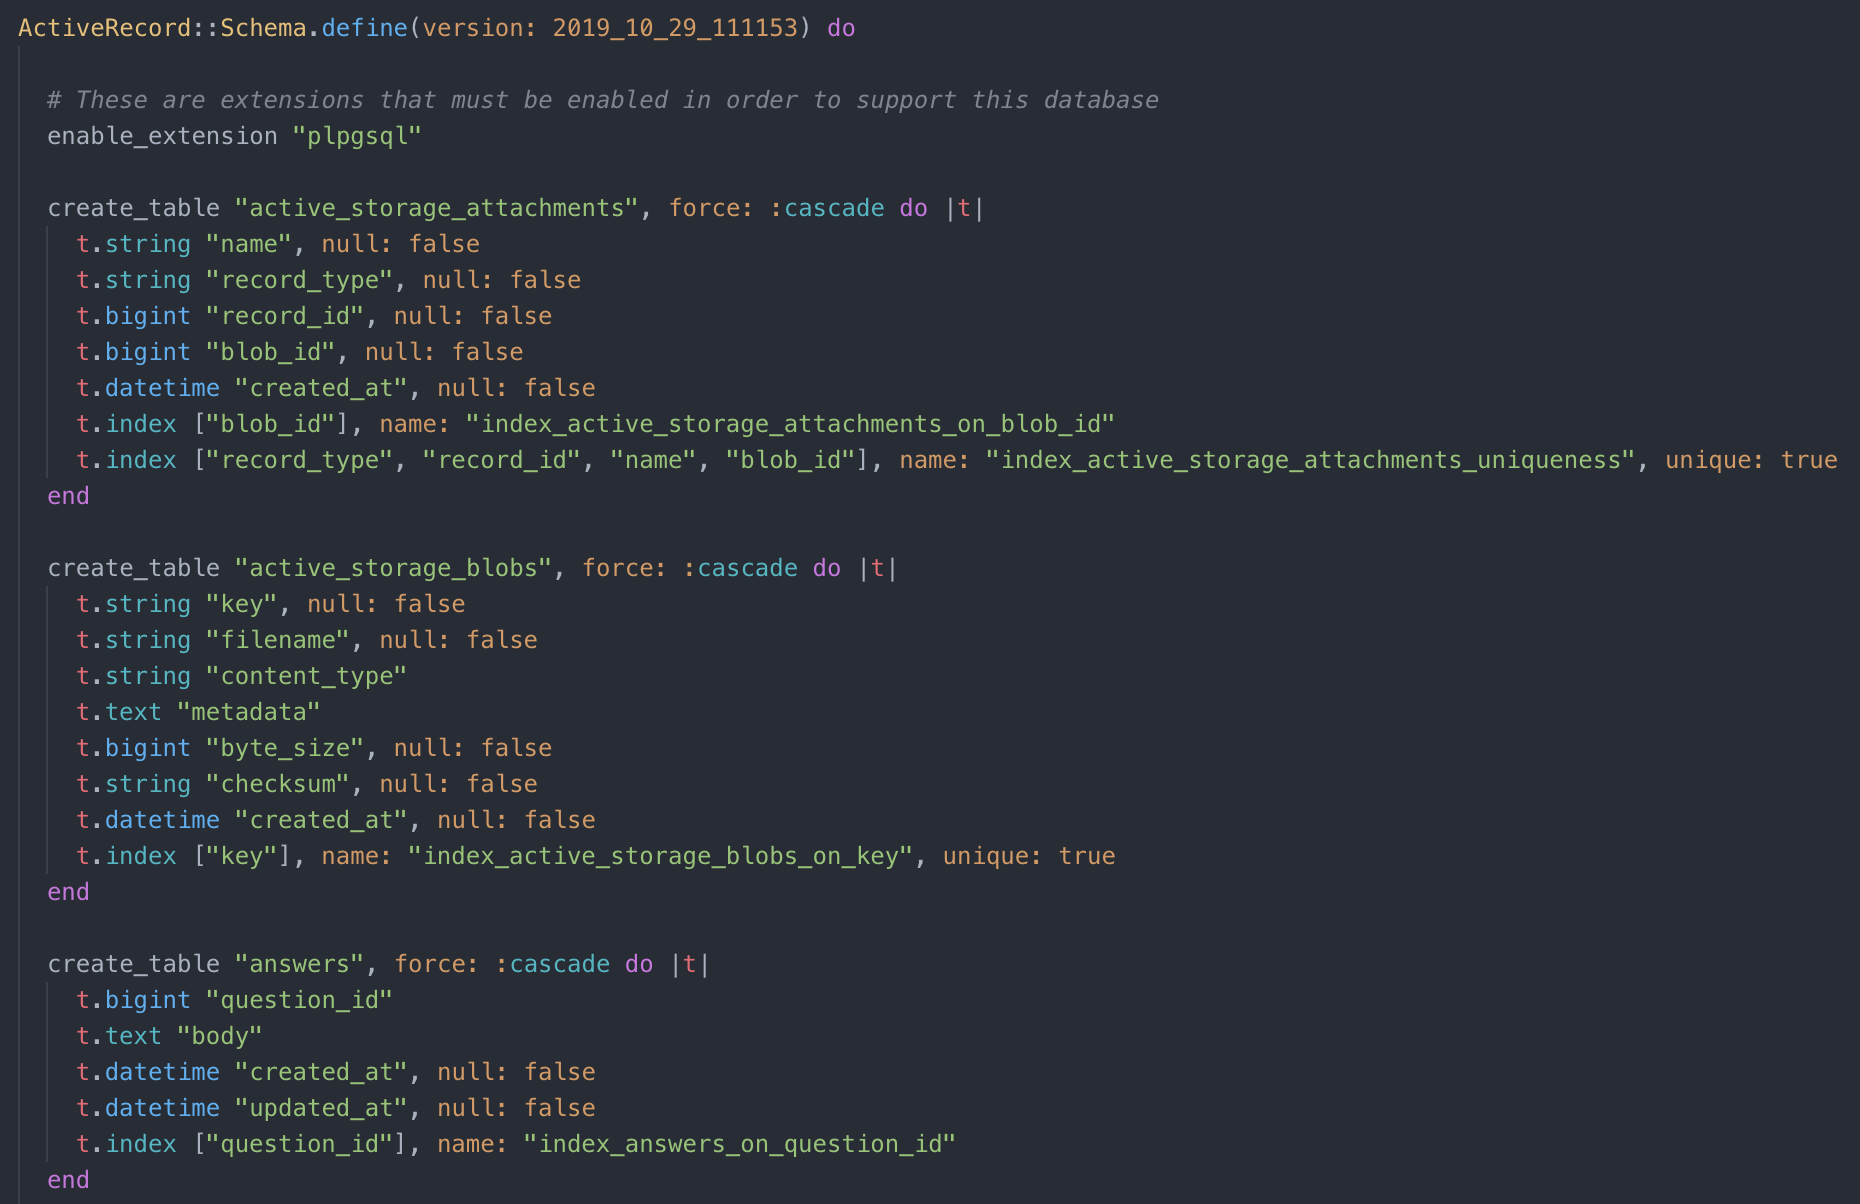 ActiveRecord::Schema.define(version: 2019_10_29_111153) do
# These are extensions that must be enabled in order to support this database
enable_extension "plpgsql"
create_table "active_storage_attachments", force: :cascade do |t|
t.string "name", null: false
t.string "record_type", null: false
t.bigint "record_id", null: false
t.bigint "blob_id", null: false
t.datetime "created_at", null: false
t.index ["blob_id"], name: "index_active_storage_attachments_on_blob_id"
t.index ["record_type", "record_id", "name", "blob_id"], name: "index_active_storage_attachments_uniqueness", unique: true
end
create_table "active_storage_blobs", force: :cascade do |t|
t.string "key", null: false
t.string "filename", null: false
t.string "content_type"
t.text "metadata"
t.bigint "byte_size", null: false
t.string "checksum", null: false
t.datetime "created_at", null: false
t.index ["key"], name: "index_active_storage_blobs_on_key", unique: true
end
create_table "answers", force: :cascade do |t|
t.bigint "question_id"
t.text "body"
t.datetime "created_at", null: false
t.datetime "updated_at", null: false
t.index ["question_id"], name: "index_answers_on_question_id"
end